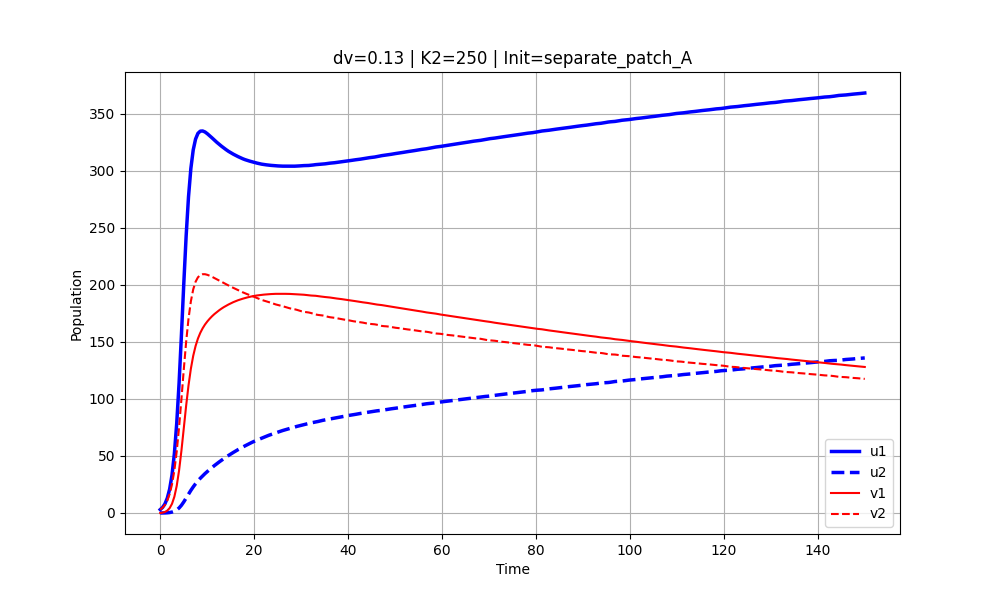 dv=0.13 | K2=250 | Init=separate_patch_A
Population
350
300
250
200
150
100
50
0
u1
u2
v1
v2
0 20 40 60 80 100 120 140
Time